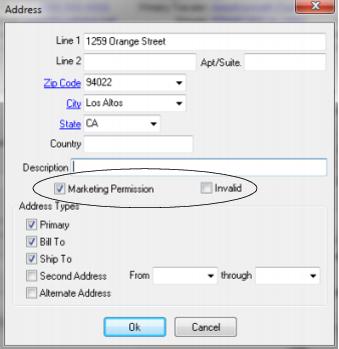 Address
Line 1 1259 Orange Street
Line 2 Apt/Suite.
Zip Code 94022
City Los Altos
State CA
Country
Description
Marketing Permission Invalid
Address Types
Primary
Bill To
Ship To
Second Address From through
Alternate Address
Ok Cancel